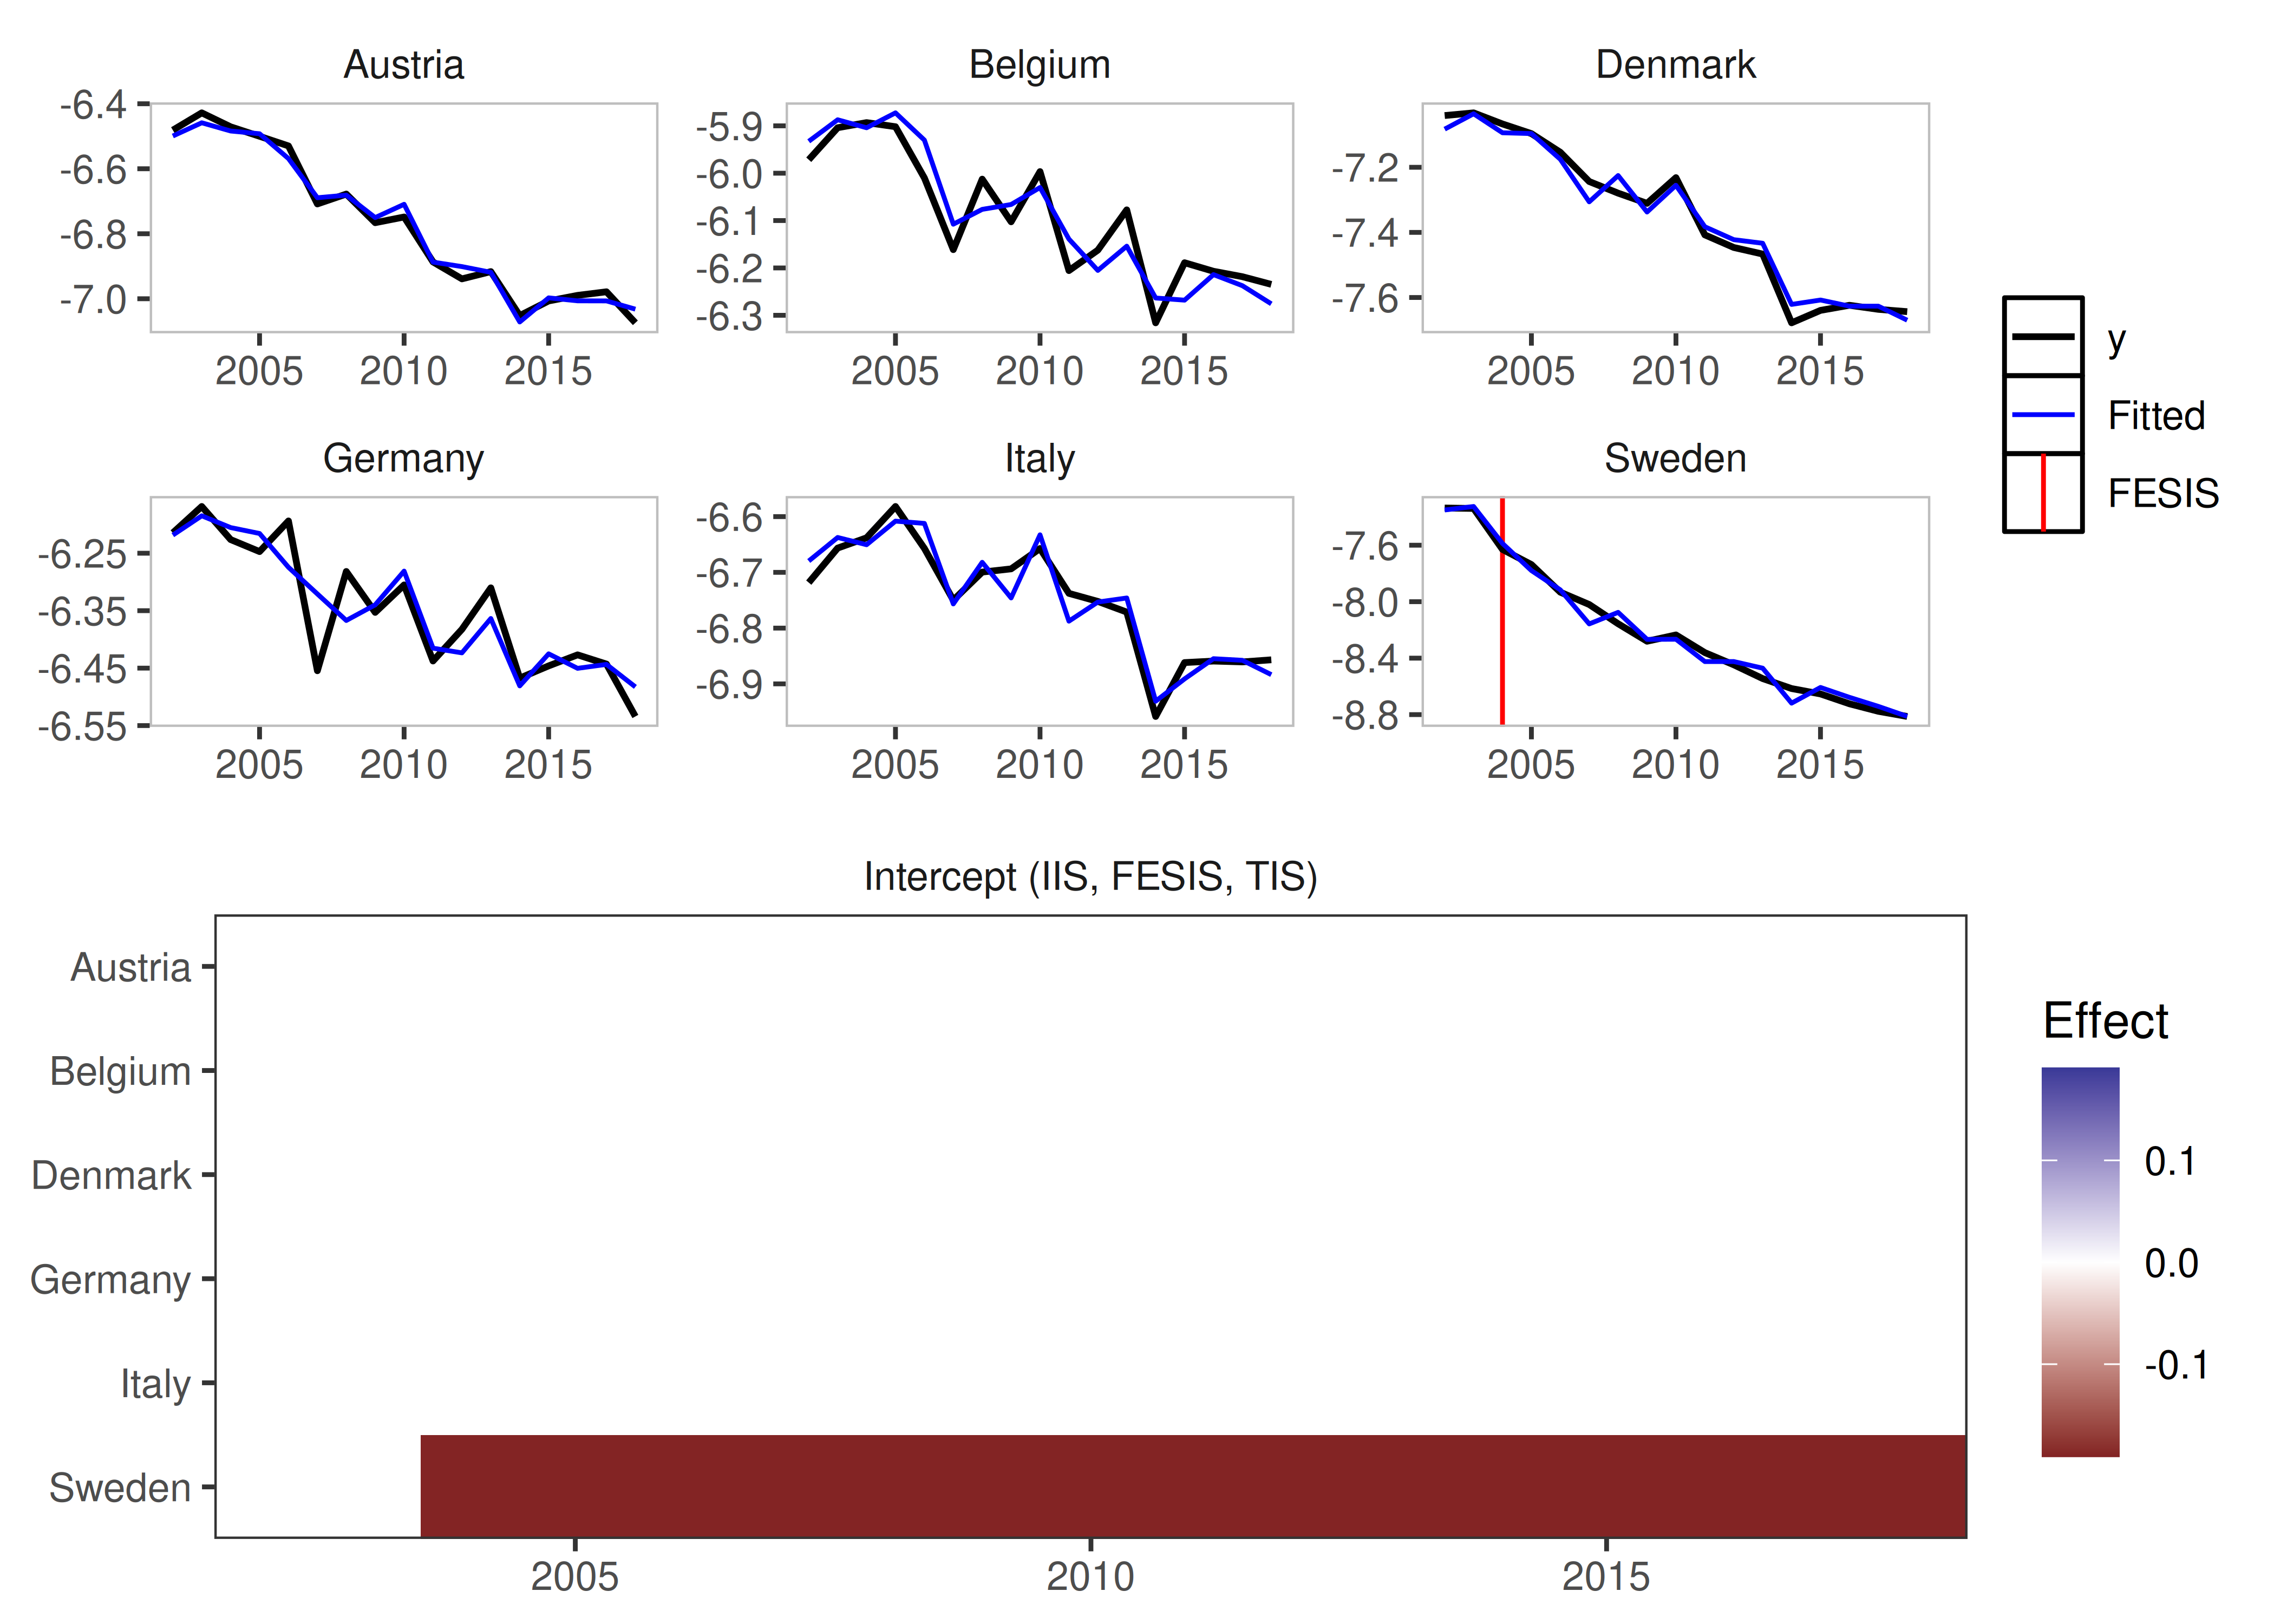 Austria
Belgium
Denmark
-6.4
-6.6
-6.8
-7.0
-5.9
-6.0
-6.1
-6.2
-6.3
-7.2
-7.4
-7.6
2005 2010 2015
2005 2010 2015
2005 2010 2015
Germany
Italy
Sweden
-6.25
-6.35
-6.45
-6.55
-6.6
-6.7
-6.8
-6.9
-7.6
-8.0
-8.4
-8.8
2005 2010 2015
2005 2010 2015
2005 2010 2015
y
Fitted
FESIS
Intercept (IIS, FESIS, TIS)
Austria
Belgium
Denmark
Germany
Italy
Sweden
2005 2010 2015
Effect
0.1
0.0
-0.1